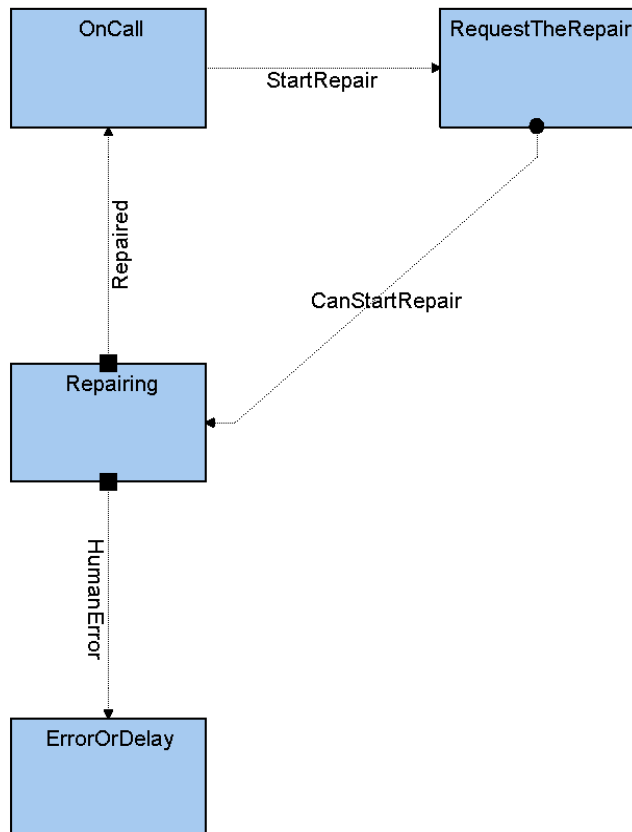 OnCall
RequestTheRepair
StartRepair
Repaired
CanStartRepair
Repairing
HumanError
ErrorOrDelay